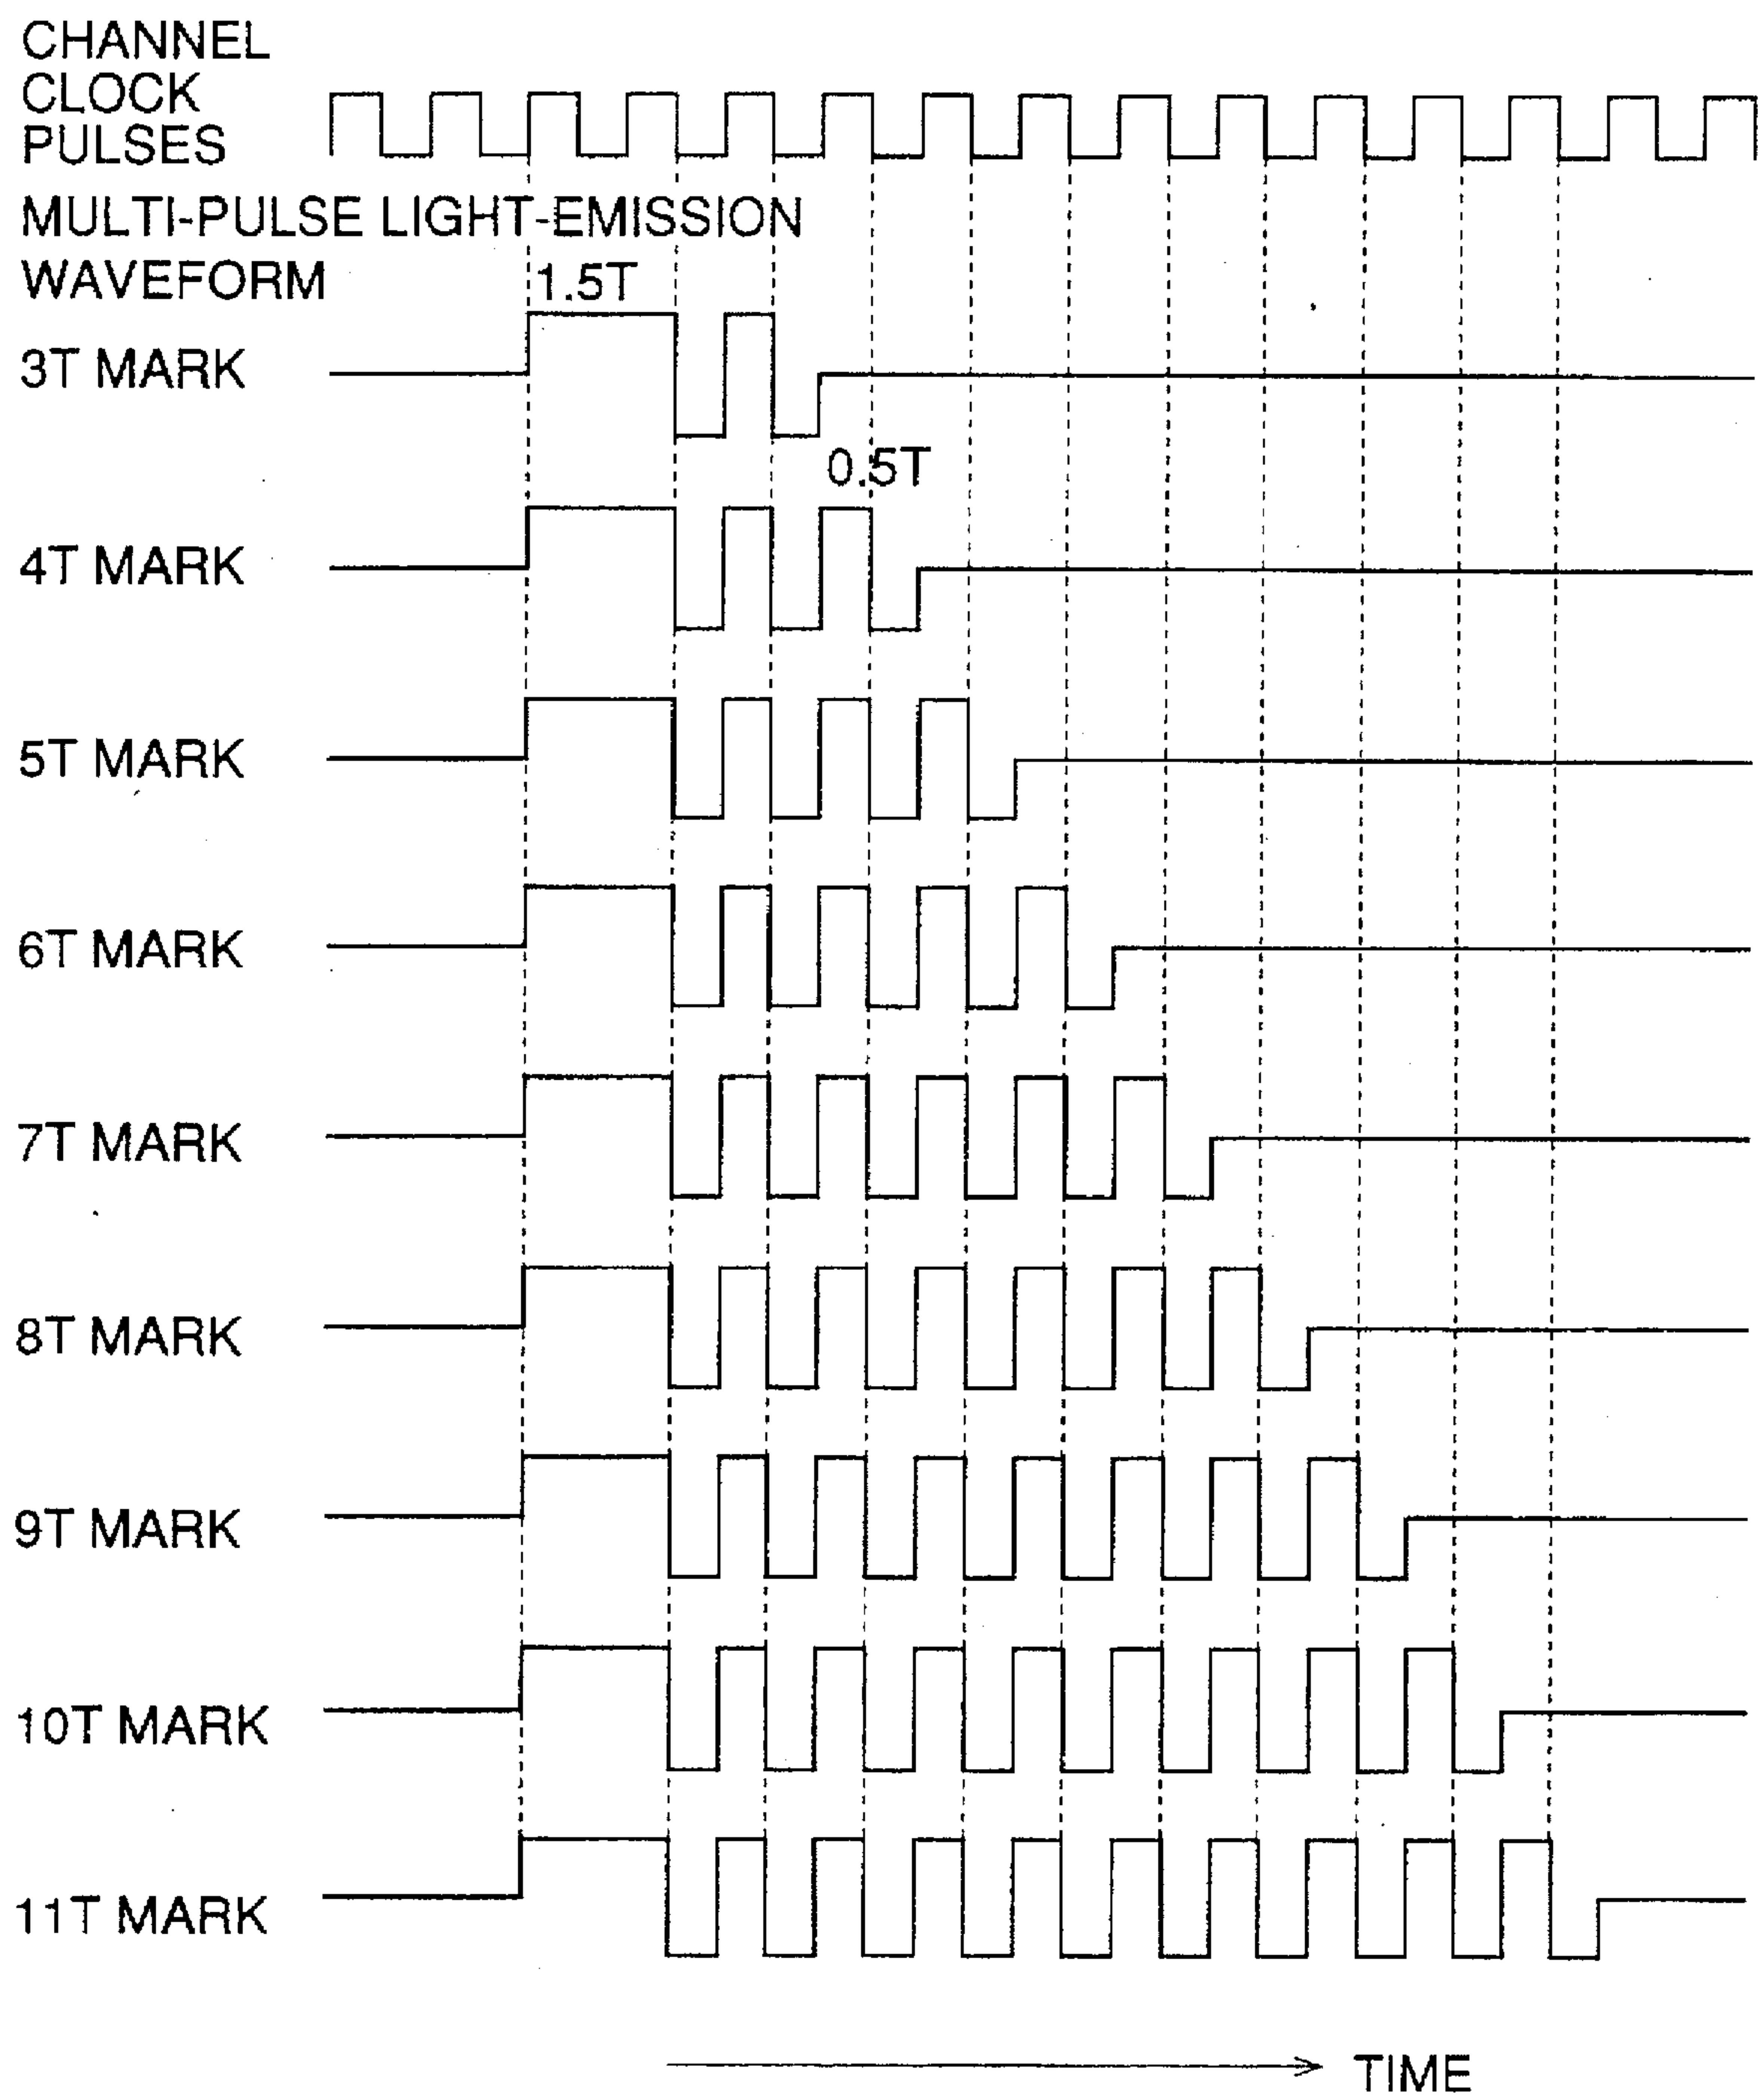 CHANNEL
CLOCK
PULSES
MULTI-PULSE LIGHT-EMISSION
WAVEFORM
1.5T
3T MARK
0.5T
4T MARK
5T MARK
6T MARK
7T MARK
8T MARK
9T MARK
10T MARK
11T MARK
TIME